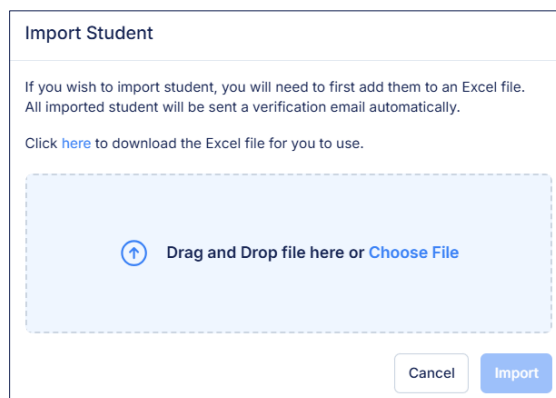 Import Student
If you wish to import student, you will need to first add them to an Excel file.
All imported student will be sent a verification email automatically.
Click here to download the Excel file for you to use.
Drag and Drop file here or Choose File
Cancel Import